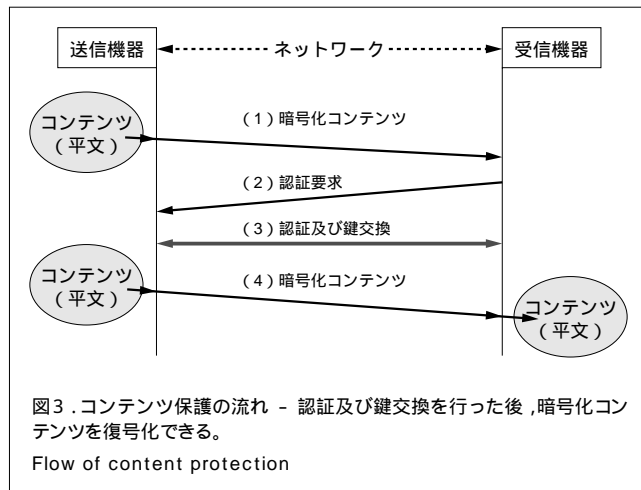 送信機器
ネットワーク
受信機器
コンテンツ
（平文）
（1）暗号化コンテンツ
（2）認証要求
（3）認証及び鍵交換
コンテンツ
（平文）
（4）暗号化コンテンツ
コンテンツ
（平文）
図3．コンテンツ保護の流れ － 認証及び鍵交換を行った後，暗号化コン
テンツを復号化できる。
Flow of content protection